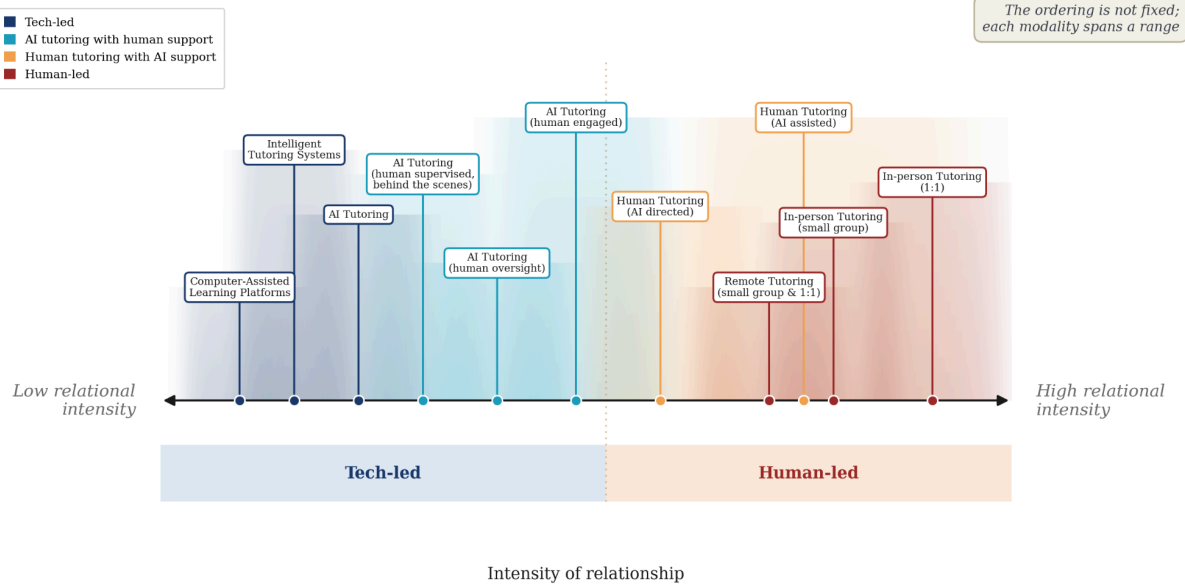 The ordering is not fixed;
each modality spans a range
Tech-led
AI tutoring with human support
Human tutoring with AI support
Human-led
AI Tutoring
(human engaged)
Human Tutoring
(AI assisted)
Intelligent
Tutoring Systems
AI Tutoring
(human supervised,
behind the scenes)
In-person Tutoring
(1:1)
AI Tutoring
Human Tutoring
(AI directed)
In-person Tutoring
(small group)
AI Tutoring
(human oversight)
Computer-Assisted
Learning Platforms
Remote Tutoring
(small group & 1:1)
Low relational
intensity
High relational
intensity
Tech-led
Human-led
Intensity of relationship